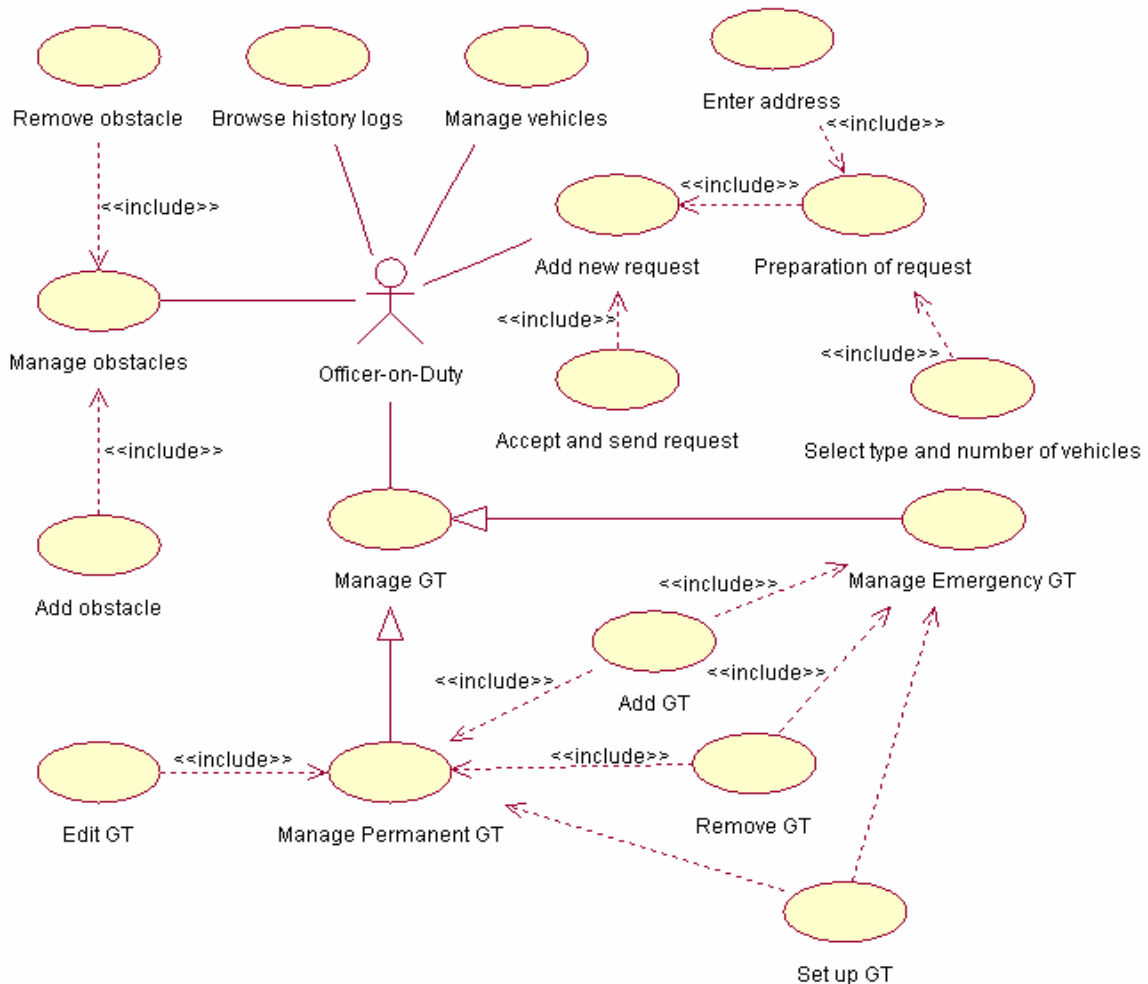 Enter address
Remove obstacle
Browse history logs
Manage vehicles
<<include>>
<<include>>
<<include>>
Add new request
Preparation of request
<<include>>
Manage obstacles
Officer-on-Duty
<<include>>
Accept and send request
Select type and number of vehicles
<<include>>
Manage GT
Manage Emergency GT
Add obstacle
<<include>>
<<include>>
<<include>>
Add GT
<<include>>
<<include>>
Edit GT
Manage Permanent GT
Remove GT
Set up GT